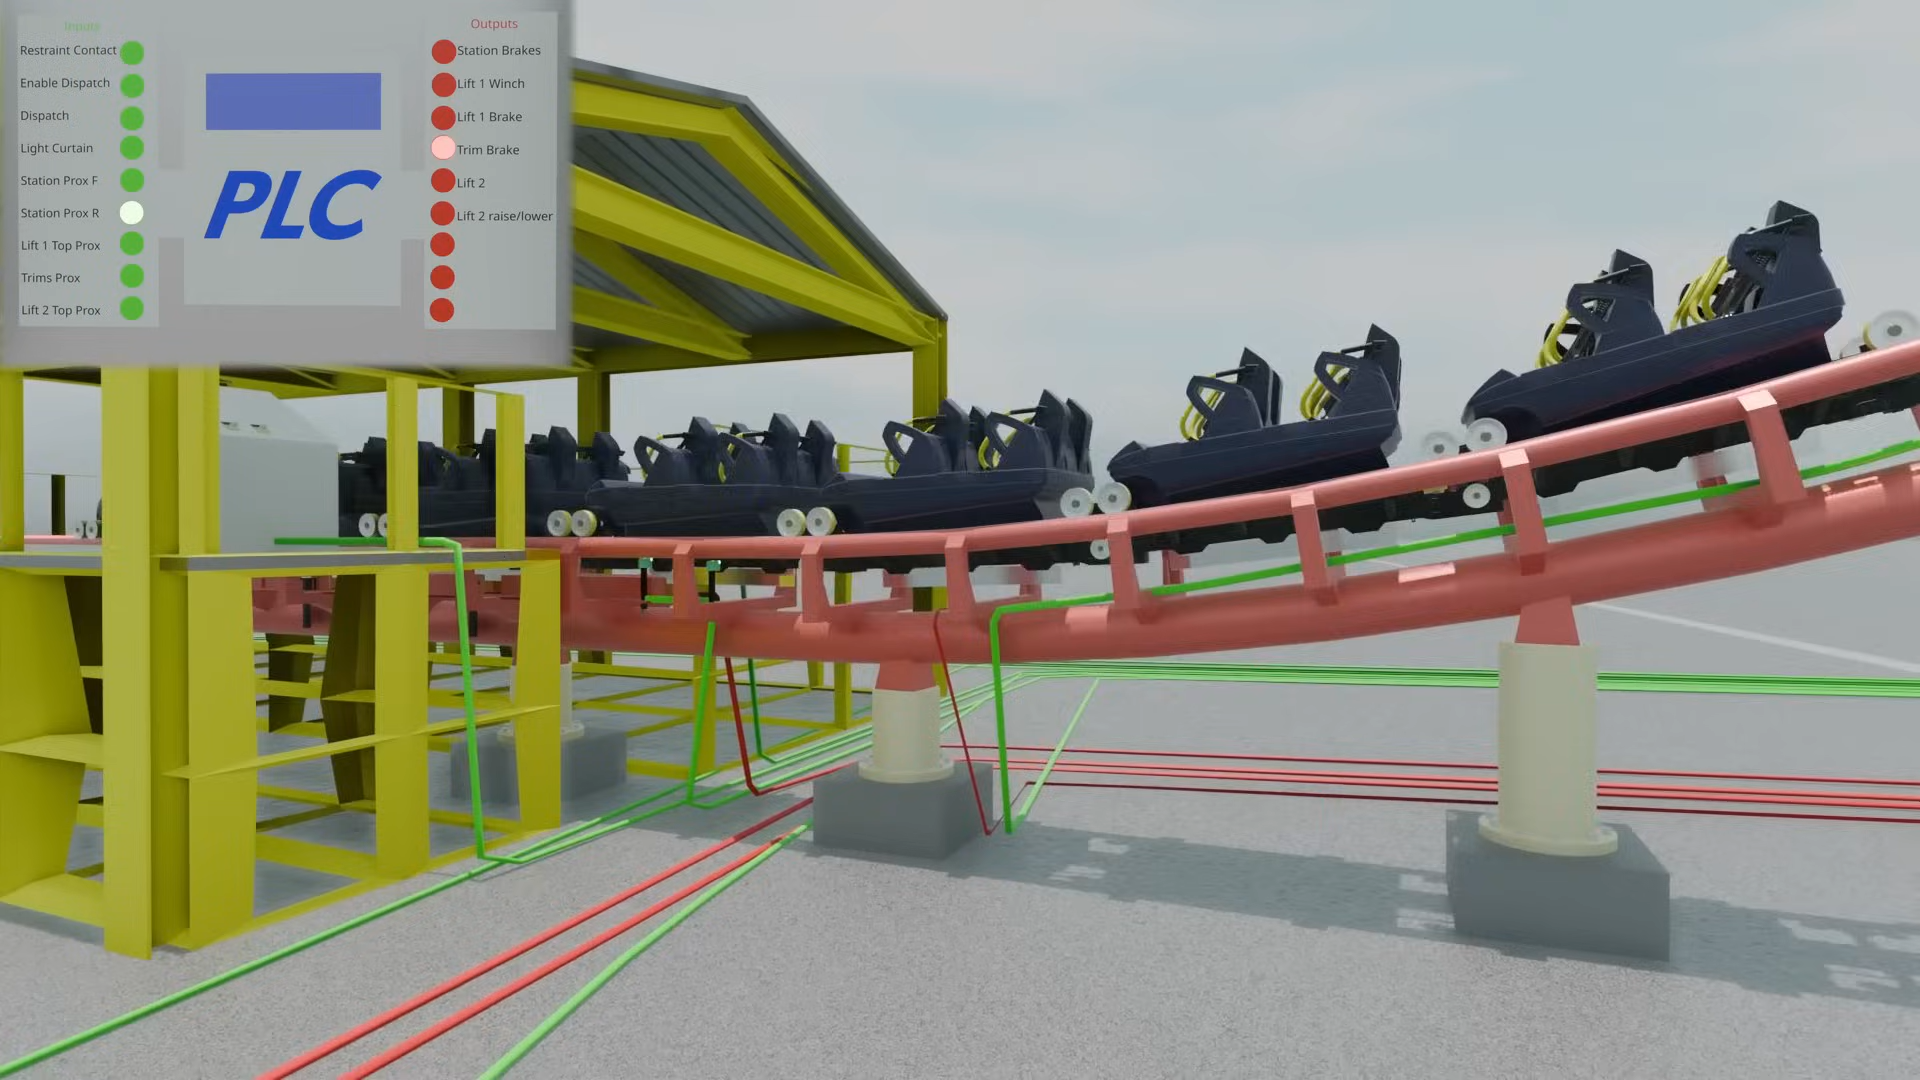 Inputs
Restraint Contact
Enable Dispatch
Dispatch
Light Curtain
Station Prox F
Station Prox R
Lift 1 Top Prox
Trims Prox
Lift 2 Top Prox
PLC
Outputs
Station Brakes
Lift 1 Winch
Lift 1 Brake
Trim Brake
Lift 2
Lift 2 raise/lower